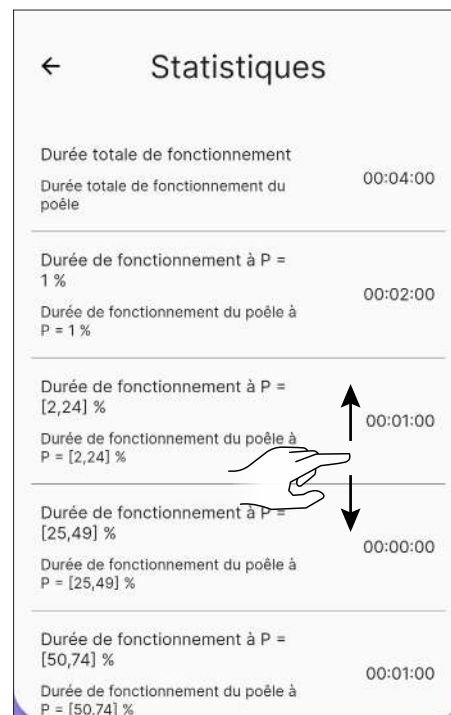 Statistiques
Durée totale de fonctionnement
Durée totale de fonctionnement du
poêle
00:04:00
Durée de fonctionnement à P =
1 %
Durée de fonctionnement du poêle à
P = 1 %
00:02:00
Durée de fonctionnement à P =
[2,24] %
Durée de fonctionnement du poêle à
P = [2,24] %
00:01:00
Durée de fonctionnement à P =
[25,49] %
Durée de fonctionnement du poêle à
P = [25,49] %
00:00:00
Durée de fonctionnement à P =
[50,74] %
Durée de fonctionnement du poêle à
P = [50,74] %
00:01:00